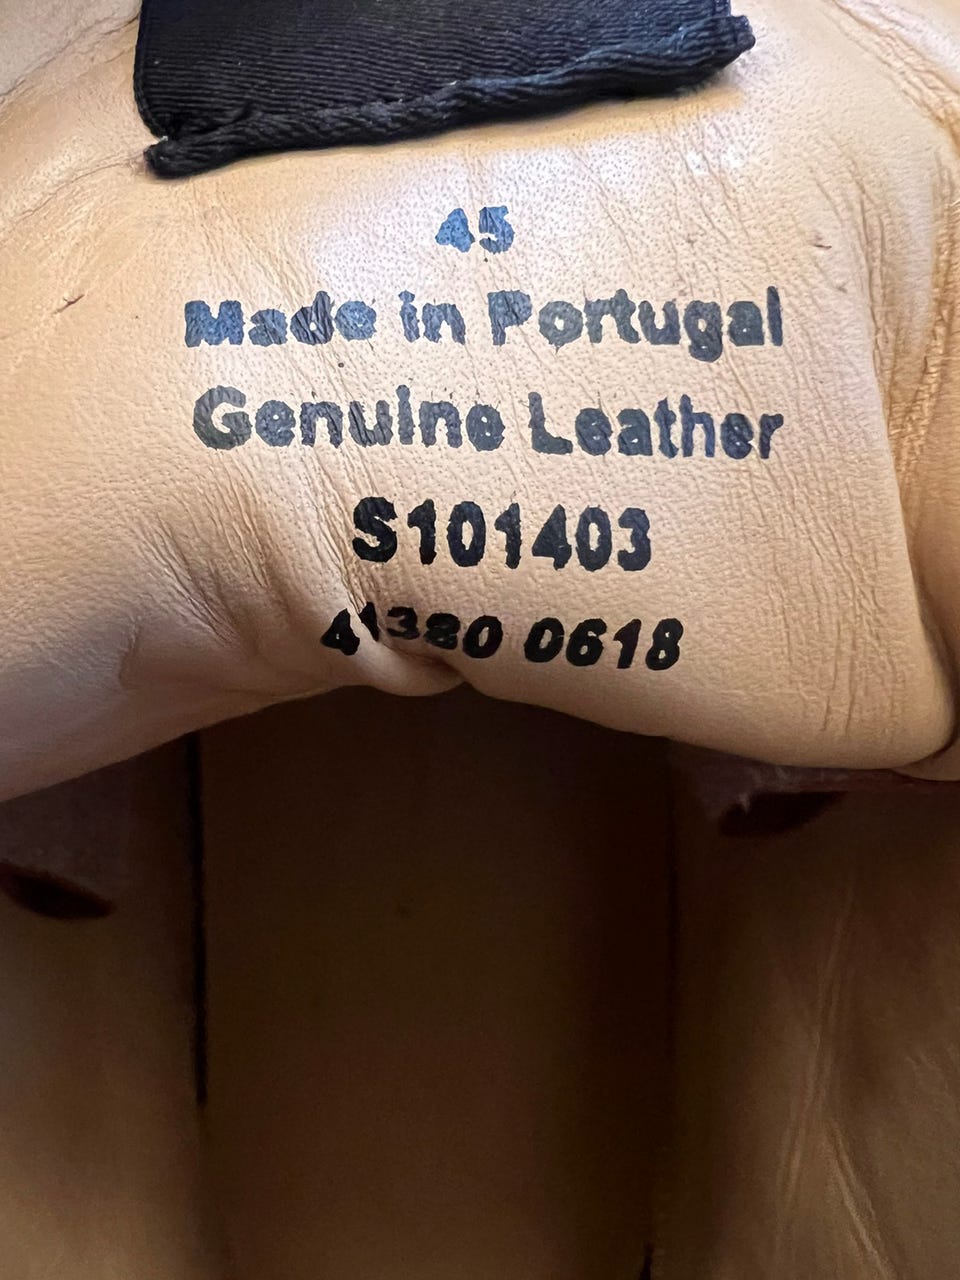 45
Made in Portugal
Genuine Leather
S101403
41380 0618